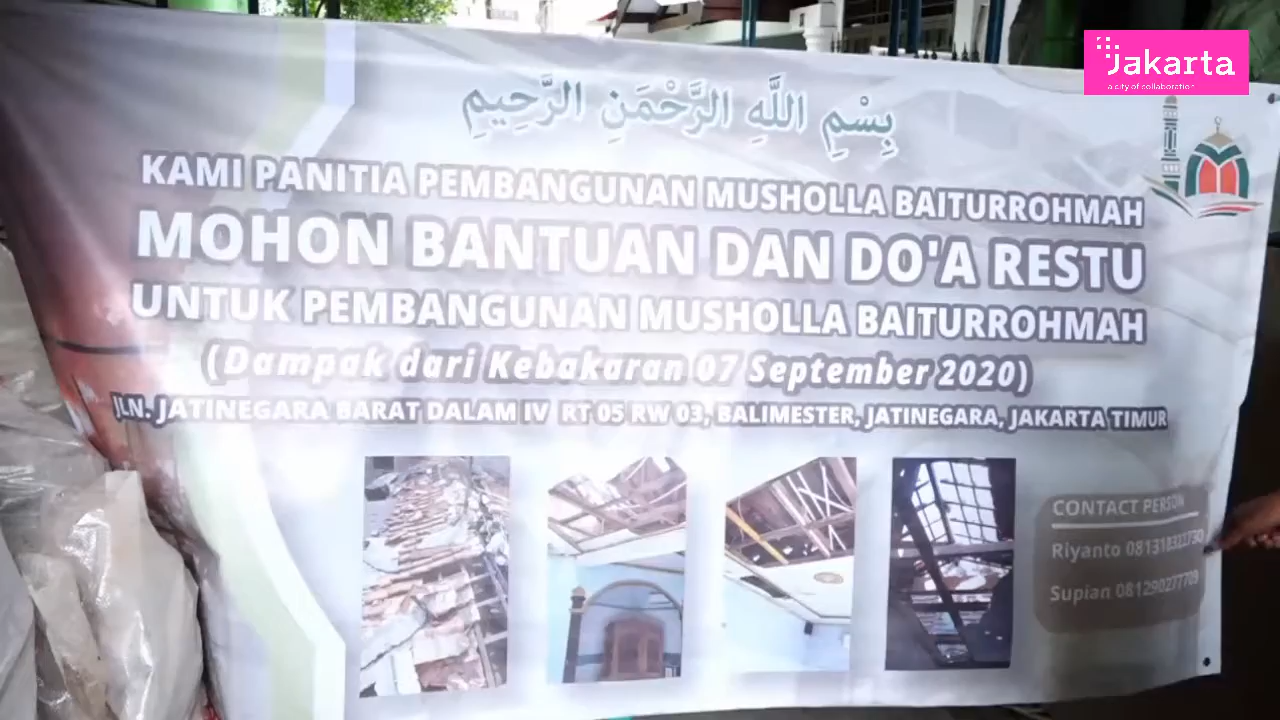 Jakarta
a city of collaboration
بِسْمِ اللَّهِ الرَّحْمَنِ الرَّحِيمِ
KAMI PANITIA PEMBANGUNAN MUSHOLLA BAITURROHMAH
MOHON BANTUAN DAN DO'A RESTU
UNTUK PEMBANGUNAN MUSHOLLA BAITURROHMAH
(Dampak dari Kebakaran 07 September 2020)
JLN. JATINEGARA BARAT DALAM IV RT 05 RW 03, BALIMESTER, JATINEGARA, JAKARTA TIMUR
CONTACT PERSON
Riyanto
Supian 081290277709